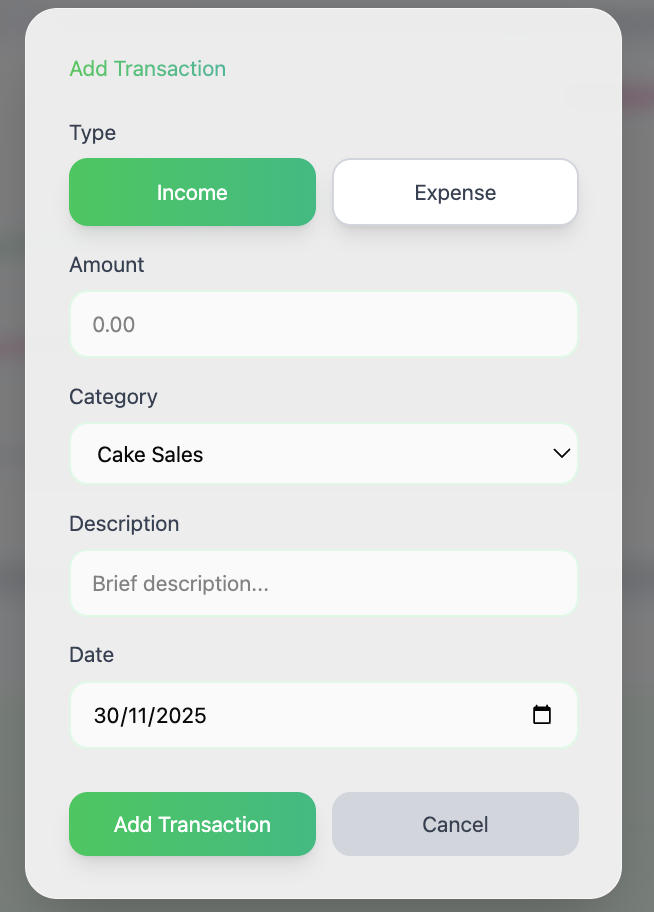 Add Transaction
Type
Income Expense
Amount
0.00
Category
Cake Sales
Description
Brief description...
Date
30/11/2025
Add Transaction Cancel